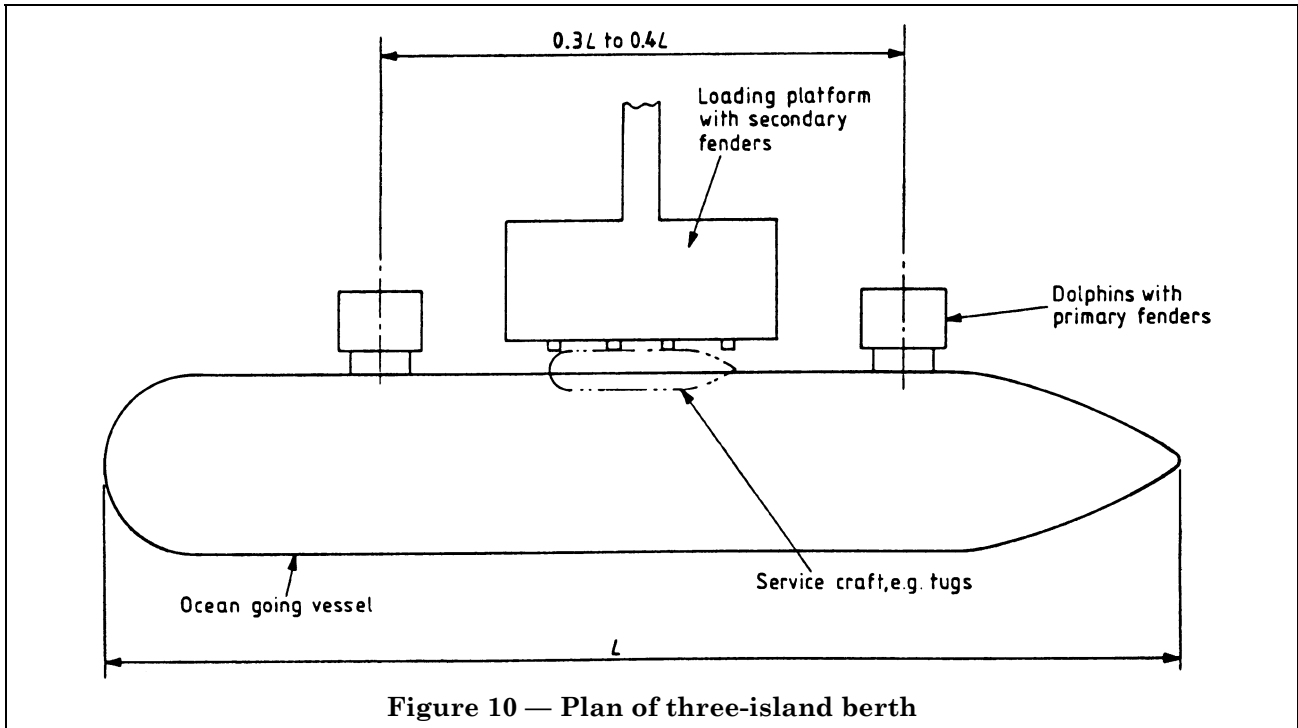 0.3L to 0.4L
Loading platform
with secondary
fenders
Dolphins with
primary fenders
Service craft,e.g. tugs
Ocean going vessel
L
Figure 10 — Plan of three-island berth